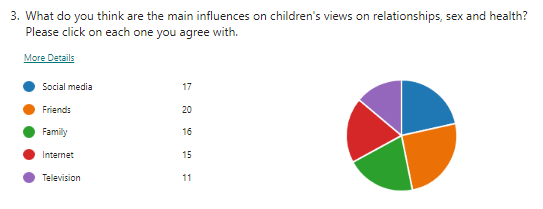 3. What do you think are the main influences on children's views on relationships, sex and health?
Please click on each one you agree with.
More Details
Social media 17
Friends 20
Family 16
Internet 15
Television 11